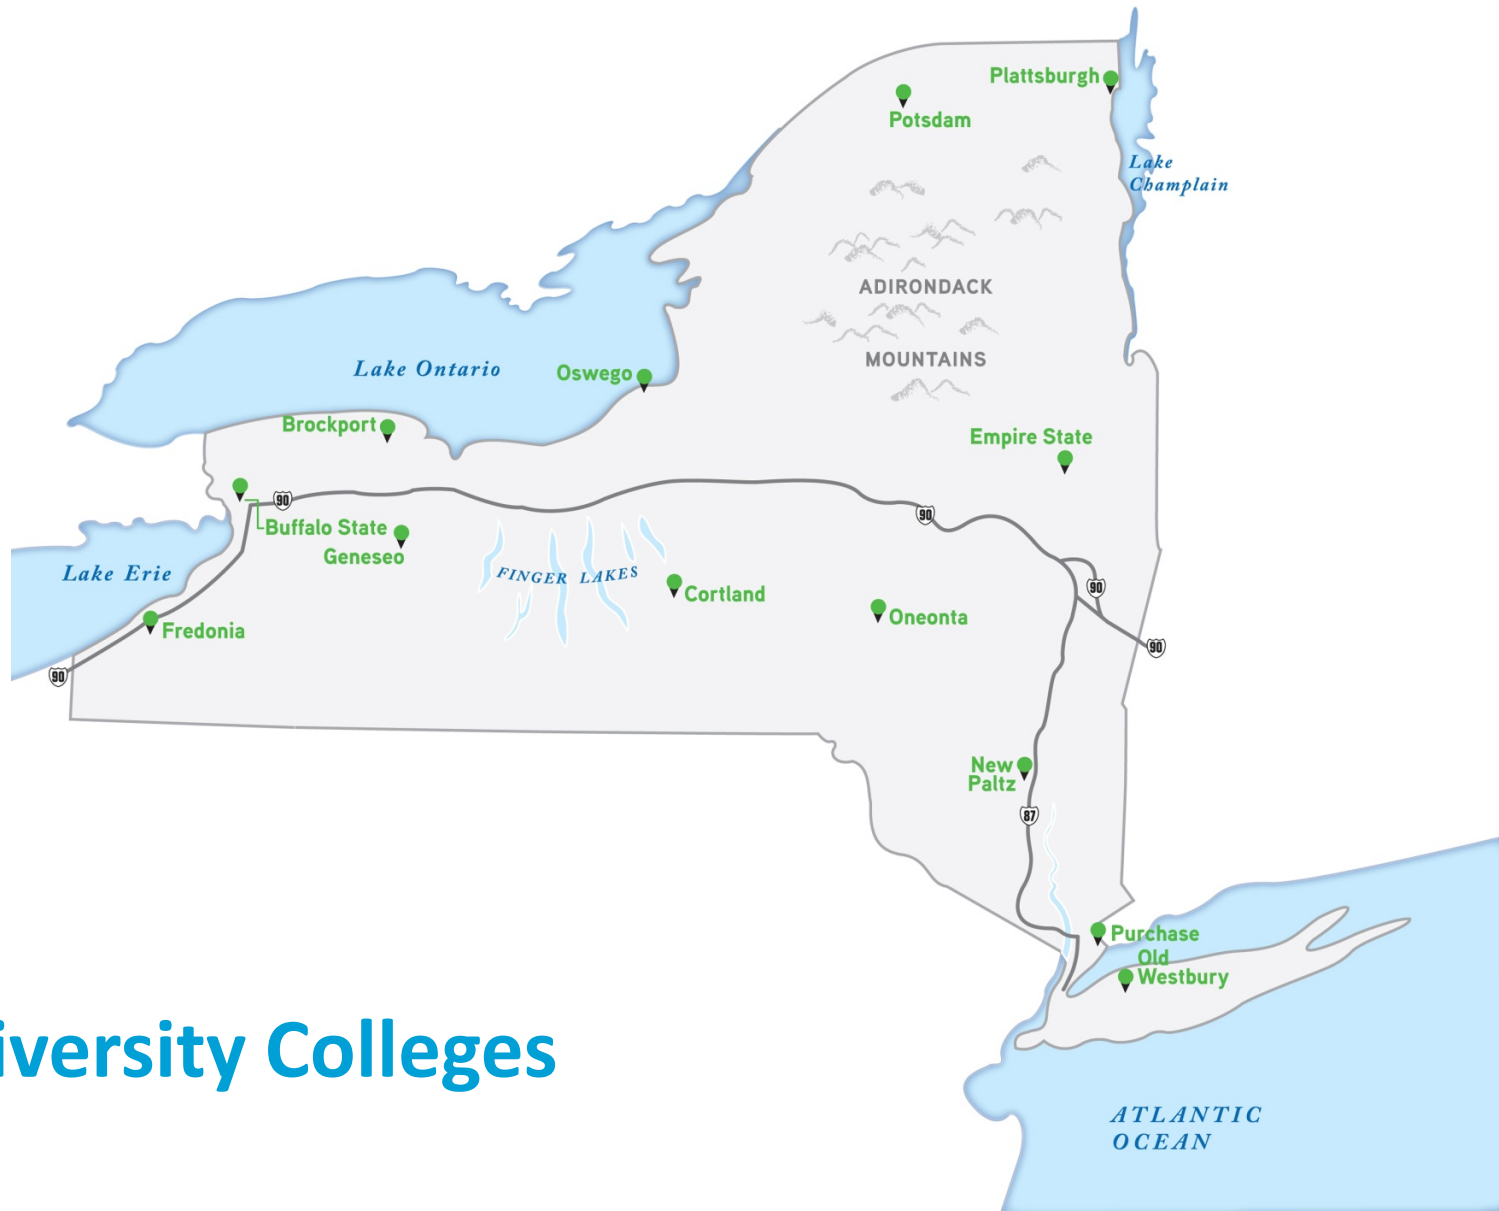 Plattsburgh
Potsdam
Lake
Champlain
ADIRONDACK
MOUNTAINS
Lake Ontario
Oswego
Brockport
Empire State
90
90
Buffalo State
Geneseo
Lake Erie
FINGER LAKES
90
Cortland
Oneonta
Fredonia
90
90
New
Paltz
87
Purchase
Old
Westbury
iversity Colleges
ATLANTIC
OCEAN